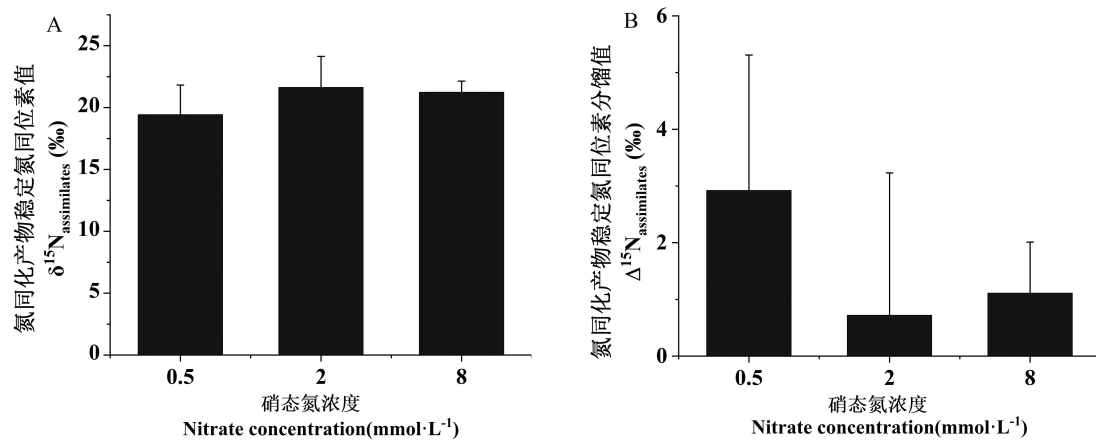 A
氮同化产物稳定氮同位素值
δ¹⁵Nassimilates (‰)
25
20
15
10
5
0
0.5
2
8
硝态氮浓度
Nitrate concentration(mmol·L⁻¹)
B
氮同化产物稳定氮同位素分馏值
Δ¹⁵Nassimilates (‰)
6
4
2
0
0.5
2
8
硝态氮浓度
Nitrate concentration(mmol·L⁻¹)